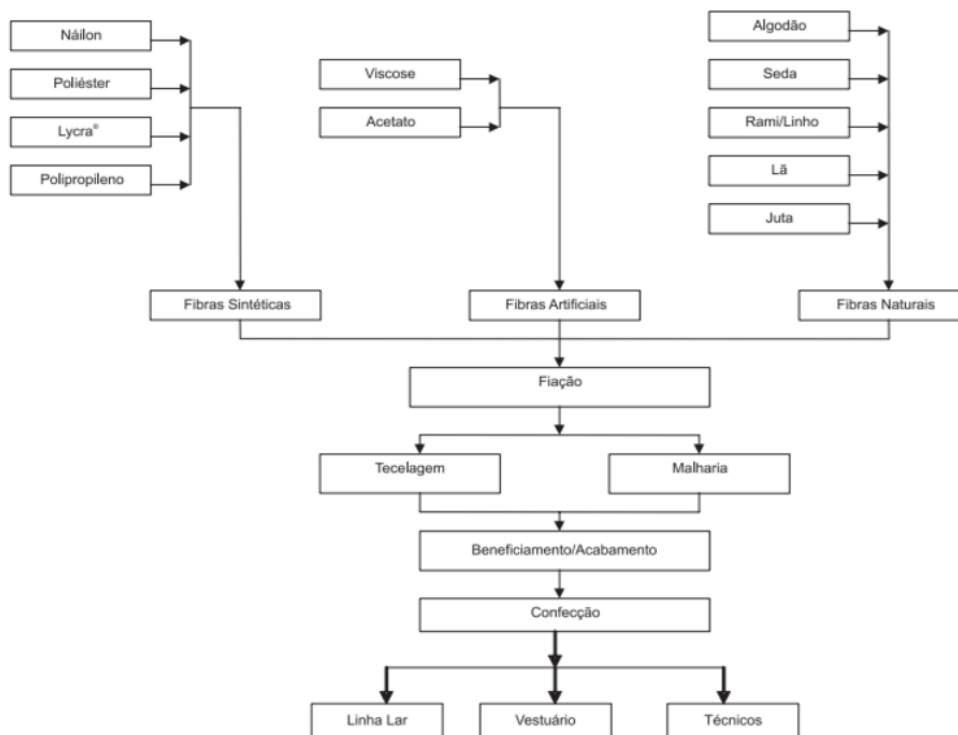 Náilon
Poliéster
Lycra®
Polipropileno
Viscose
Acetato
Algodão
Seda
Rami/Linho
Lã
Juta
Fibras Sintéticas
Fibras Artificiais
Fibras Naturais
Fiação
Tecelagem
Malharia
Beneficiamento/Acabamento
Confecção
Linha Lar
Vestuário
Técnicos